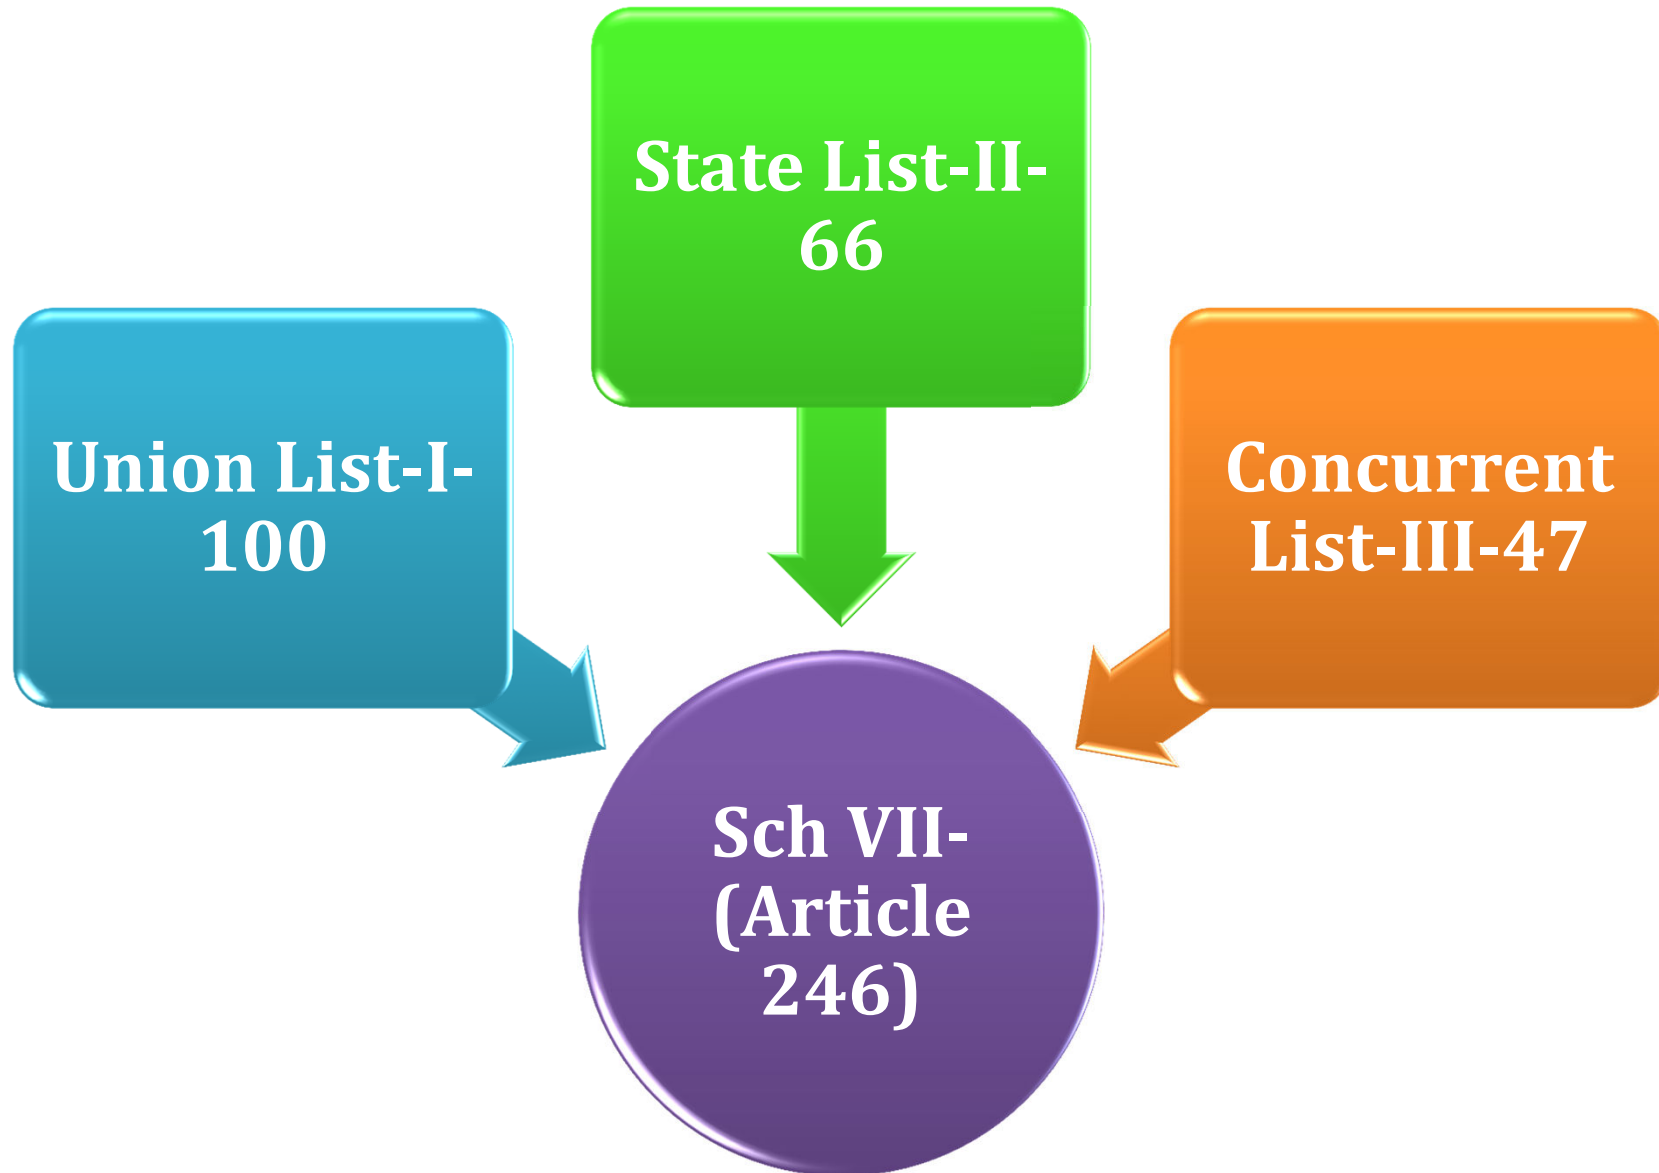 State List-II-
66
Union List-I-
100
Concurrent
List-III-47
Sch VII-
(Article
246)